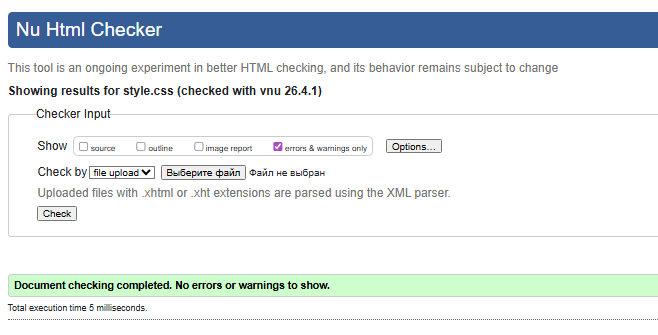 Nu Html Checker
This tool is an ongoing experiment in better HTML checking, and its behavior remains subject to change
Showing results for style.css (checked with vnu 26.4.1)
Checker Input
Show source outline image report errors & warnings only Options...
Check by file upload Выберите файл Файл не выбран
Uploaded files with .xhtml or .xht extensions are parsed using the XML parser.
Check
Document checking completed. No errors or warnings to show.
Total execution time 5 milliseconds.